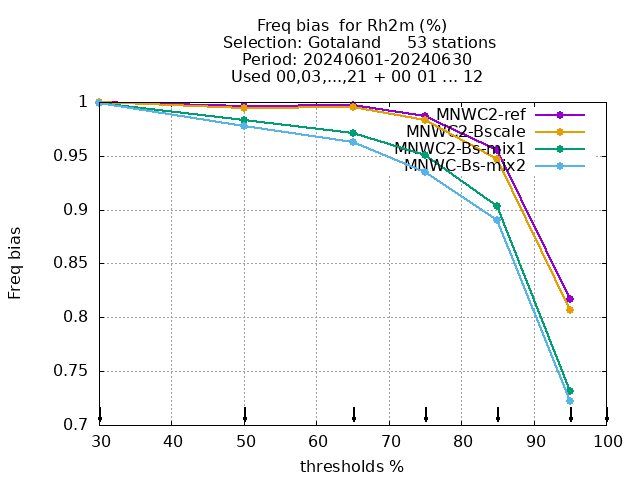 Freq bias  for Rh2m (%)
Selection: Gotaland     53 stations
Period: 20240601-20240630
Used 00,03,...,21 + 00 01 ... 12
MNWC2-ref
MNWC2-Bscale
MNWC2-Bs-mix1
MNWC-Bs-mix2
1
0.95
0.9
0.85
0.8
0.75
0.7
Freq bias
30 40 50 60 70 80 90 100
thresholds %